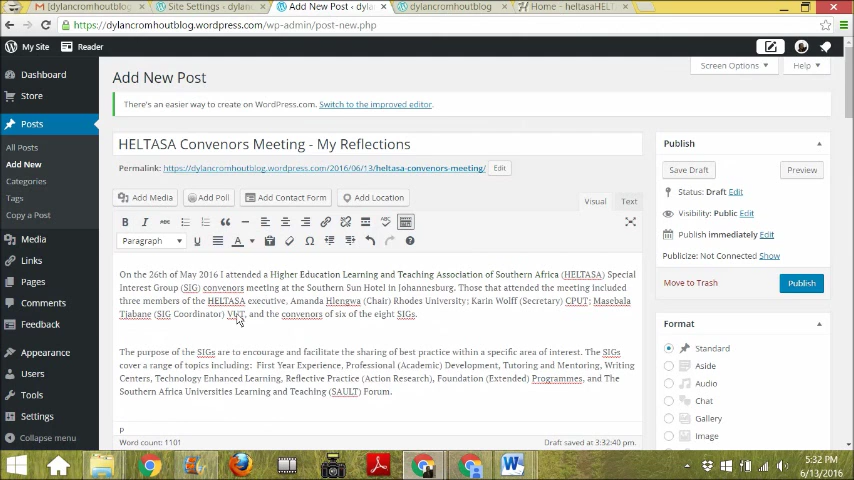 [dylancromhoutblog.wordpre
Site Settings ‹ dylan
Add New Post ‹ dyl
dylancromhoutblog
Home - heltasaHELT
https://dylancromhoutblog.wordpress.com/wp-admin/post-new.php
My Site
Reader
Dashboard
Store
Posts
All Posts
Add New
Categories
Tags
Copy a Post
Media
Links
Pages
Comments
Feedback
Appearance
Users
Tools
Settings
Collapse menu
Screen Options
Help
Add New Post
There's an easier way to create on WordPress.com. Switch to the improved editor.
HELTASA Convenors Meeting - My Reflections
Permalink: https://dylancromhoutblog.wordpress.com/2016/06/13/heltasa-convenors-meeting/ Edit
Add Media
Add Poll
Add Contact Form
Add Location
Visual
Text
B I ABC
Paragraph
U
A
On the 26th of May 2016 I attended a Higher Education Learning and Teaching Association of Southern Africa (HELTASA) Special
Interest Group (SIG) convenors meeting at the Southern Sun Hotel in Johannesburg. Those that attended the meeting included
three members of the HELTASA executive, Amanda Hlengwa (Chair) Rhodes University; Karin Wolff (Secretary) CPUT; Masebala
Tjabane (SIG Coordinator) VUT, and the convenors of six of the eight SIGs.
The purpose of the SIGs are to encourage and facilitate the sharing of best practice within a specific area of interest. The SIGs
cover a range of topics including: First Year Experience, Professional (Academic) Development, Tutoring and Mentoring, Writing
Centers, Technology Enhanced Learning, Reflective Practice (Action Research), Foundation (Extended) Programmes, and The
Southern Africa Universities Learning and Teaching (SAULT) Forum.
P
Word count: 1101
Draft saved at 3:32:40 pm.
Publish
Save Draft
Preview
Status: Draft Edit
Visibility: Public Edit
Publish immediately Edit
Publicize: Not Connected Show
Move to Trash
Publish
Format
Standard
Aside
Audio
Chat
Gallery
Image
5:32 PM
6/13/2016